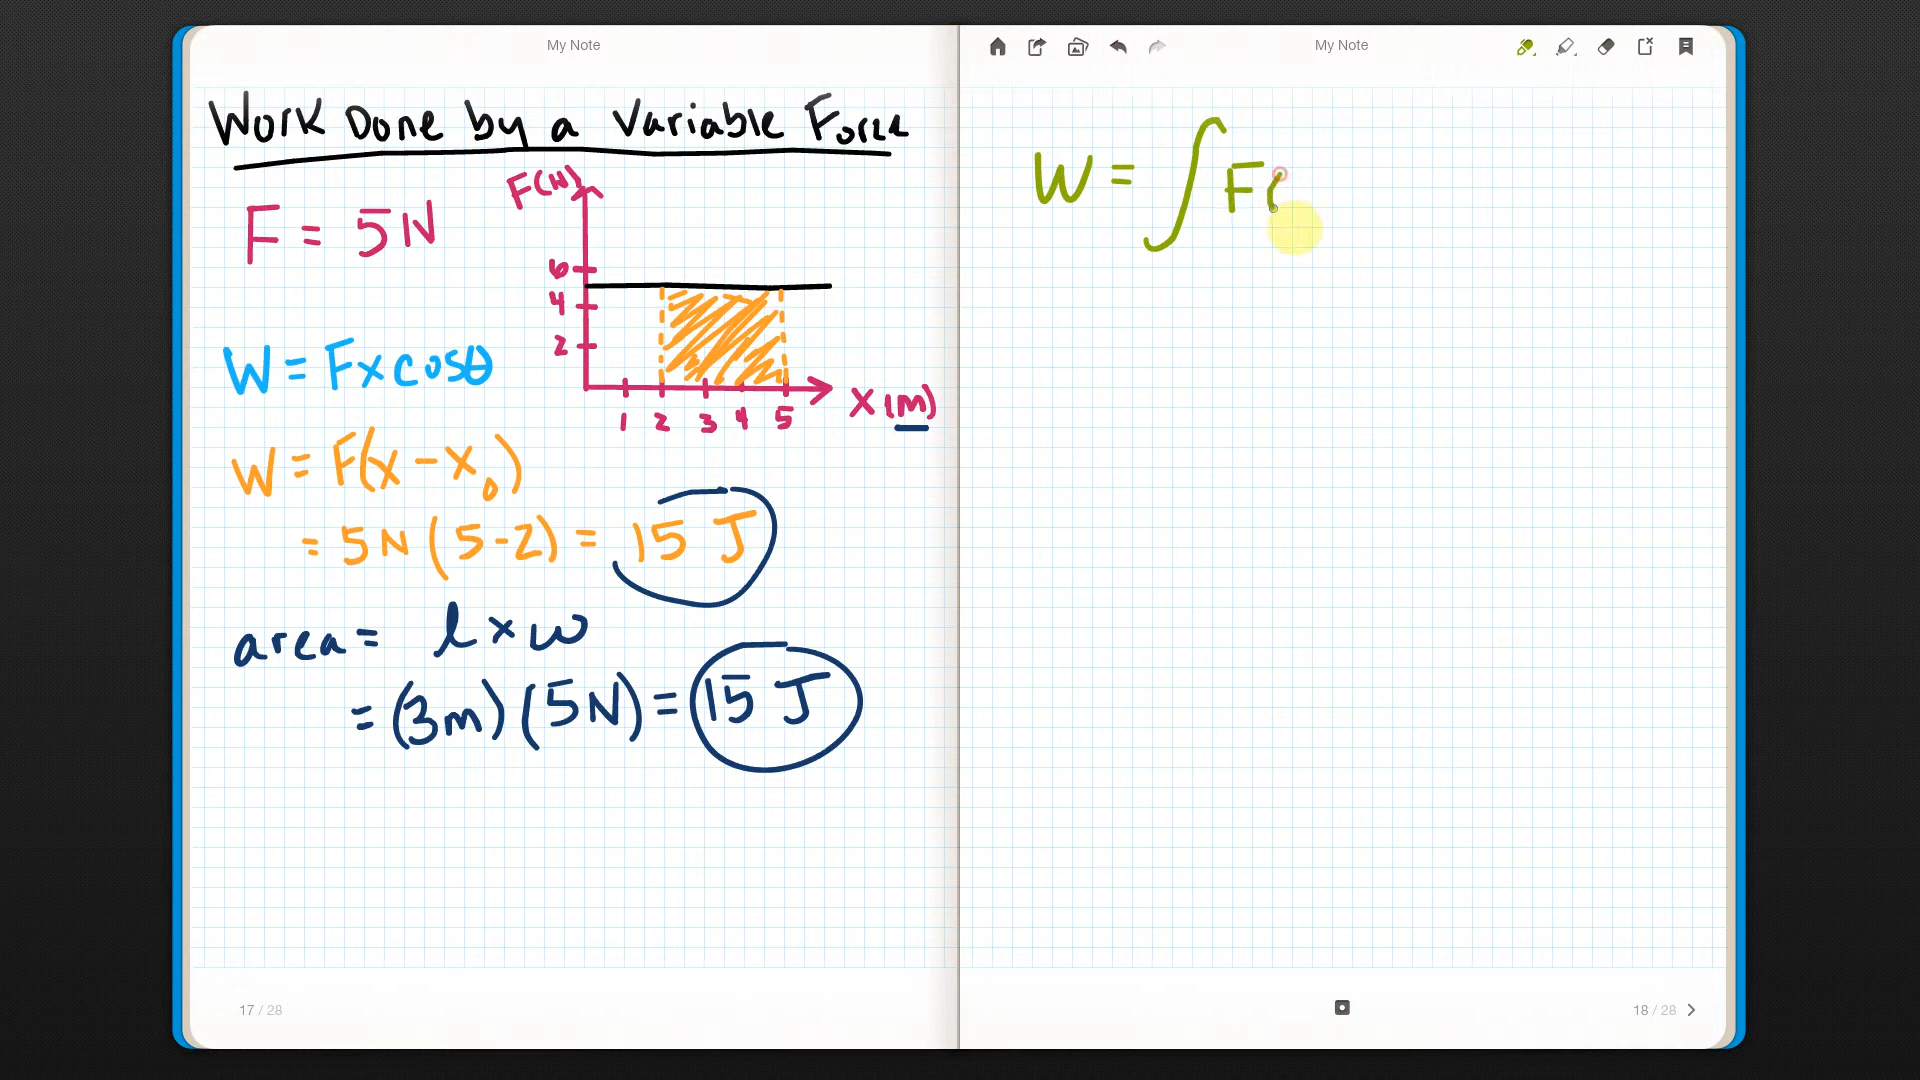 My Note
Work Done by a Variable Force
F(N)
F = 5N
6
4
2
1 2 3 4 5
X (m)
W = Fx cosθ
W = F(x - x₀)
= 5N (5-2) = 15 J
area = l x w
= (3m) (5N) = 15 J
17 / 28
My Note
W = ∫ F(
18 / 28